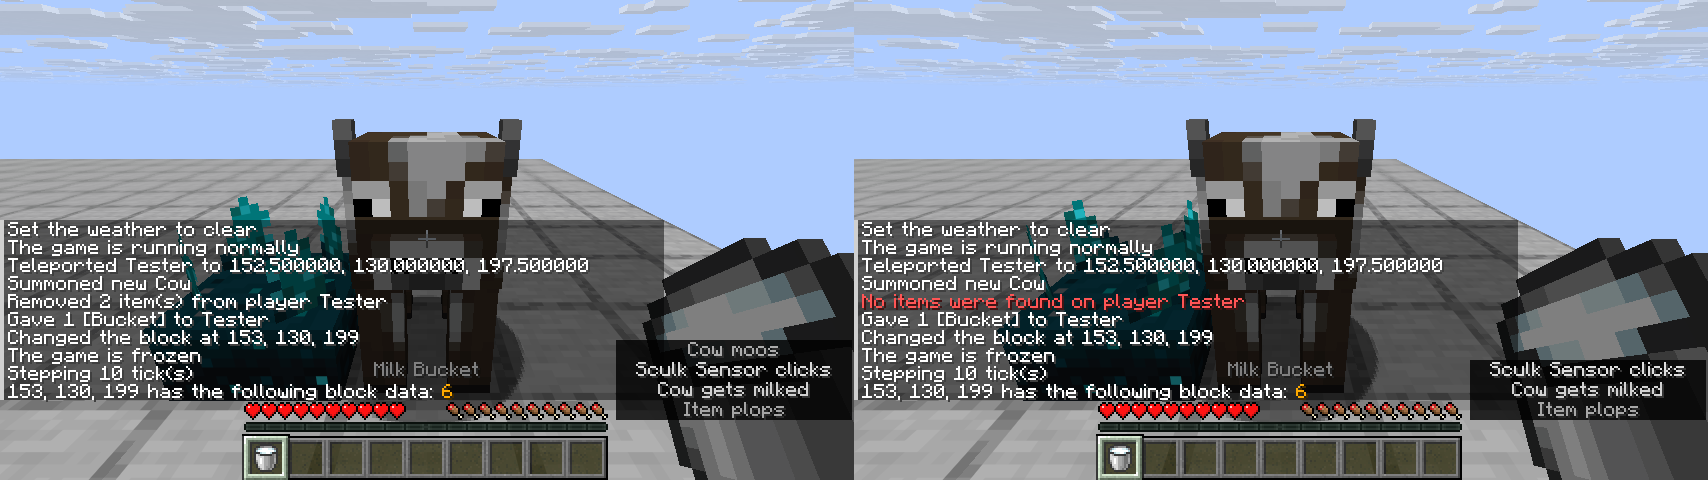 Set the weather to clear
The game is running normally
Teleported Tester to 152.500000, 130.000000, 197.500000
Summoned new Cow
Removed 2 item(s) from player Tester
Gave 1 [Bucket] to Tester
Changed the block at 153, 130, 199
The game is frozen
Stepping 10 tick(s)
153, 130, 199 has the following block data: 6
Milk Bucket
Cow moos
Sculk Sensor clicks
Cow gets milked
Item plops
Set the weather to clear
The game is running normally
Teleported Tester to 152.500000, 130.000000, 197.500000
Summoned new Cow
No items were found on player Tester
Gave 1 [Bucket] to Tester
Changed the block at 153, 130, 199
The game is frozen
Stepping 10 tick(s)
153, 130, 199 has the following block data: 6
Milk Bucket
Sculk Sensor clicks
Cow gets milked
Item plops